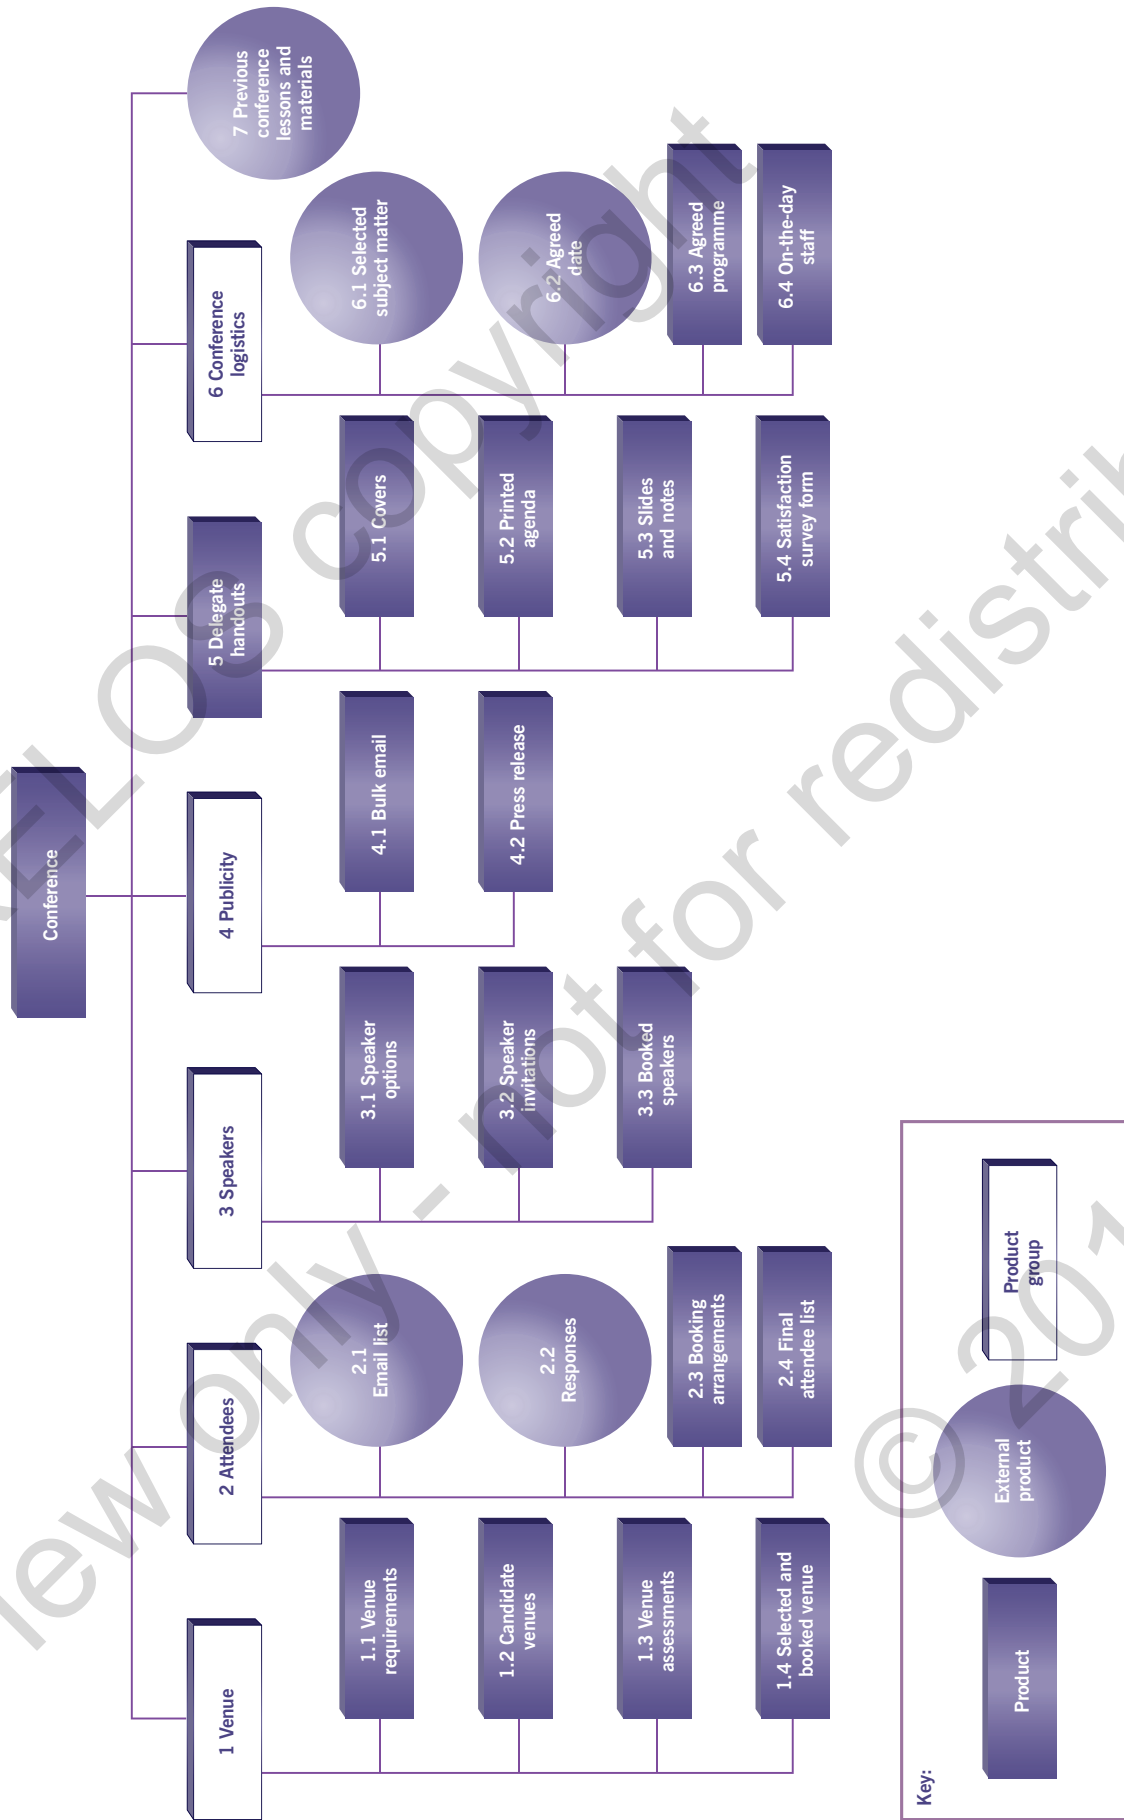 Conference
1 Venue
1.1 Venue
requirements
1.2 Candidate
venues
1.3 Venue
assessments
1.4 Selected and
booked venue
2 Attendees
2.1
Email list
2.2
Responses
2.3 Booking
arrangements
2.4 Final
attendee list
3 Speakers
3.1 Speaker
options
3.2 Speaker
invitations
3.3 Booked
speakers
4 Publicity
4.1 Bulk email
4.2 Press release
5 Delegate
handouts
5.1 Covers
5.2 Printed
agenda
5.3 Slides
and notes
5.4 Satisfaction
survey form
6 Conference
logistics
6.1 Selected
subject matter
6.2 Agreed
date
6.3 Agreed
programme
6.4 On-the-day
staff
7 Previous
conference
lessons and
materials
Key:
Product
External
product
Product
group
copyright
only - not for
©